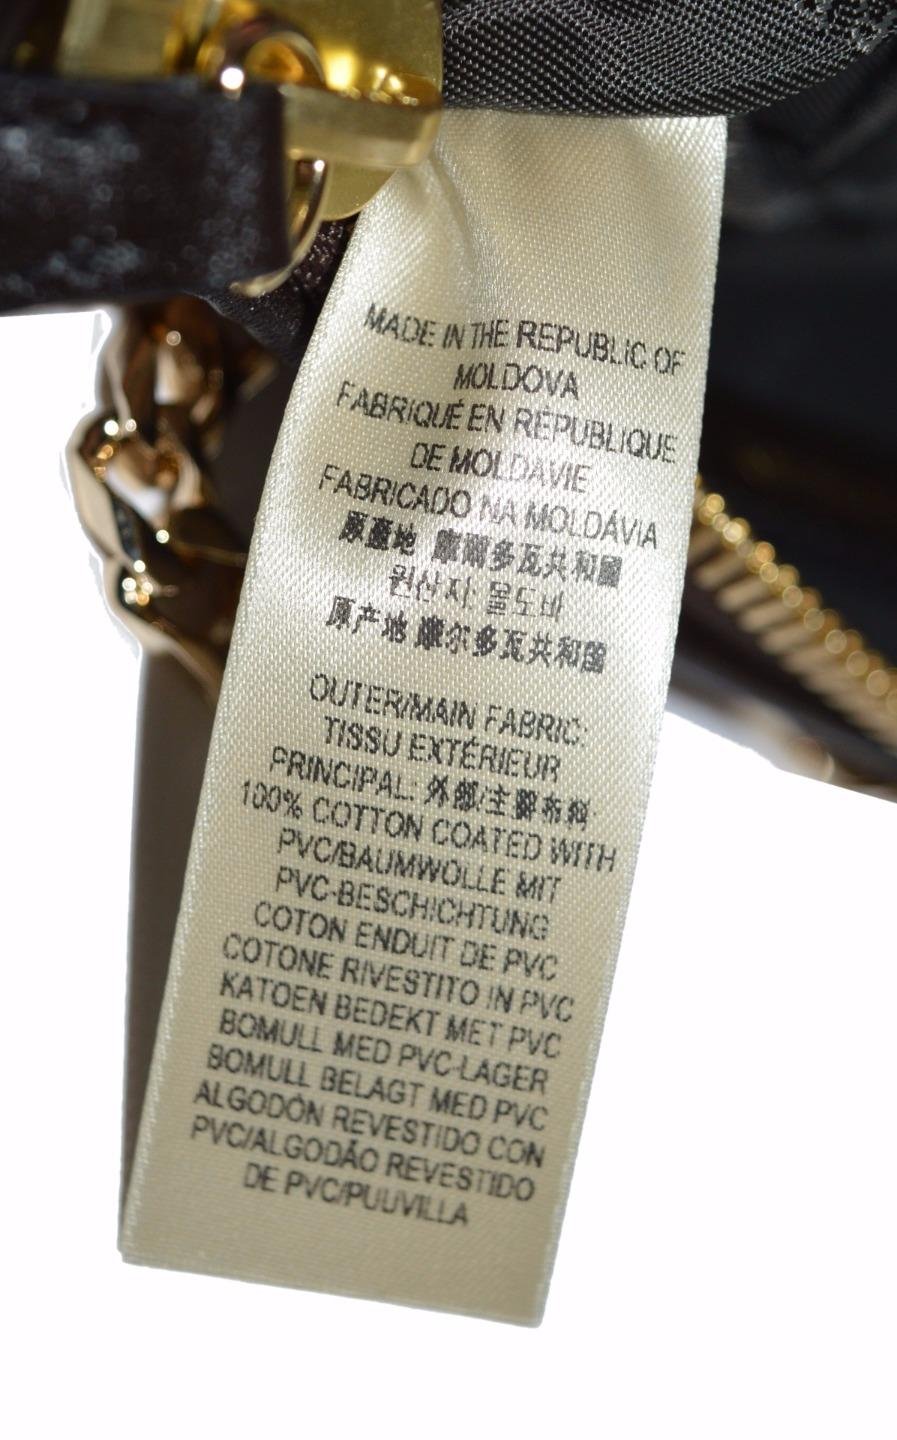 MADE IN THE REPUBLIC OF
MOLDOVA
FABRIQUÉ EN RÉPUBLIQUE
DE MOLDAVIE
FABRICADO NA MOLDÁVIA
原產地 摩爾多瓦共和國
원산지: 몰도바
原产地 摩尔多瓦共和国
OUTER/MAIN FABRIC:
TISSU EXTÉRIEUR
PRINCIPAL: 外部/主要布料:
100% COTTON COATED WITH
PVC/BAUMWOLLE MIT
PVC-BESCHICHTUNG
COTON ENDUIT DE PVC
COTONE RIVESTITO IN PVC
KATOEN BEDEKT MET PVC
BOMULL MED PVC-LAGER
BOMULL BELAGT MED PVC
ALGODÓN REVESTIDO CON
PVC/ALGODÃO REVESTIDO
DE PVC/PUUVILLA